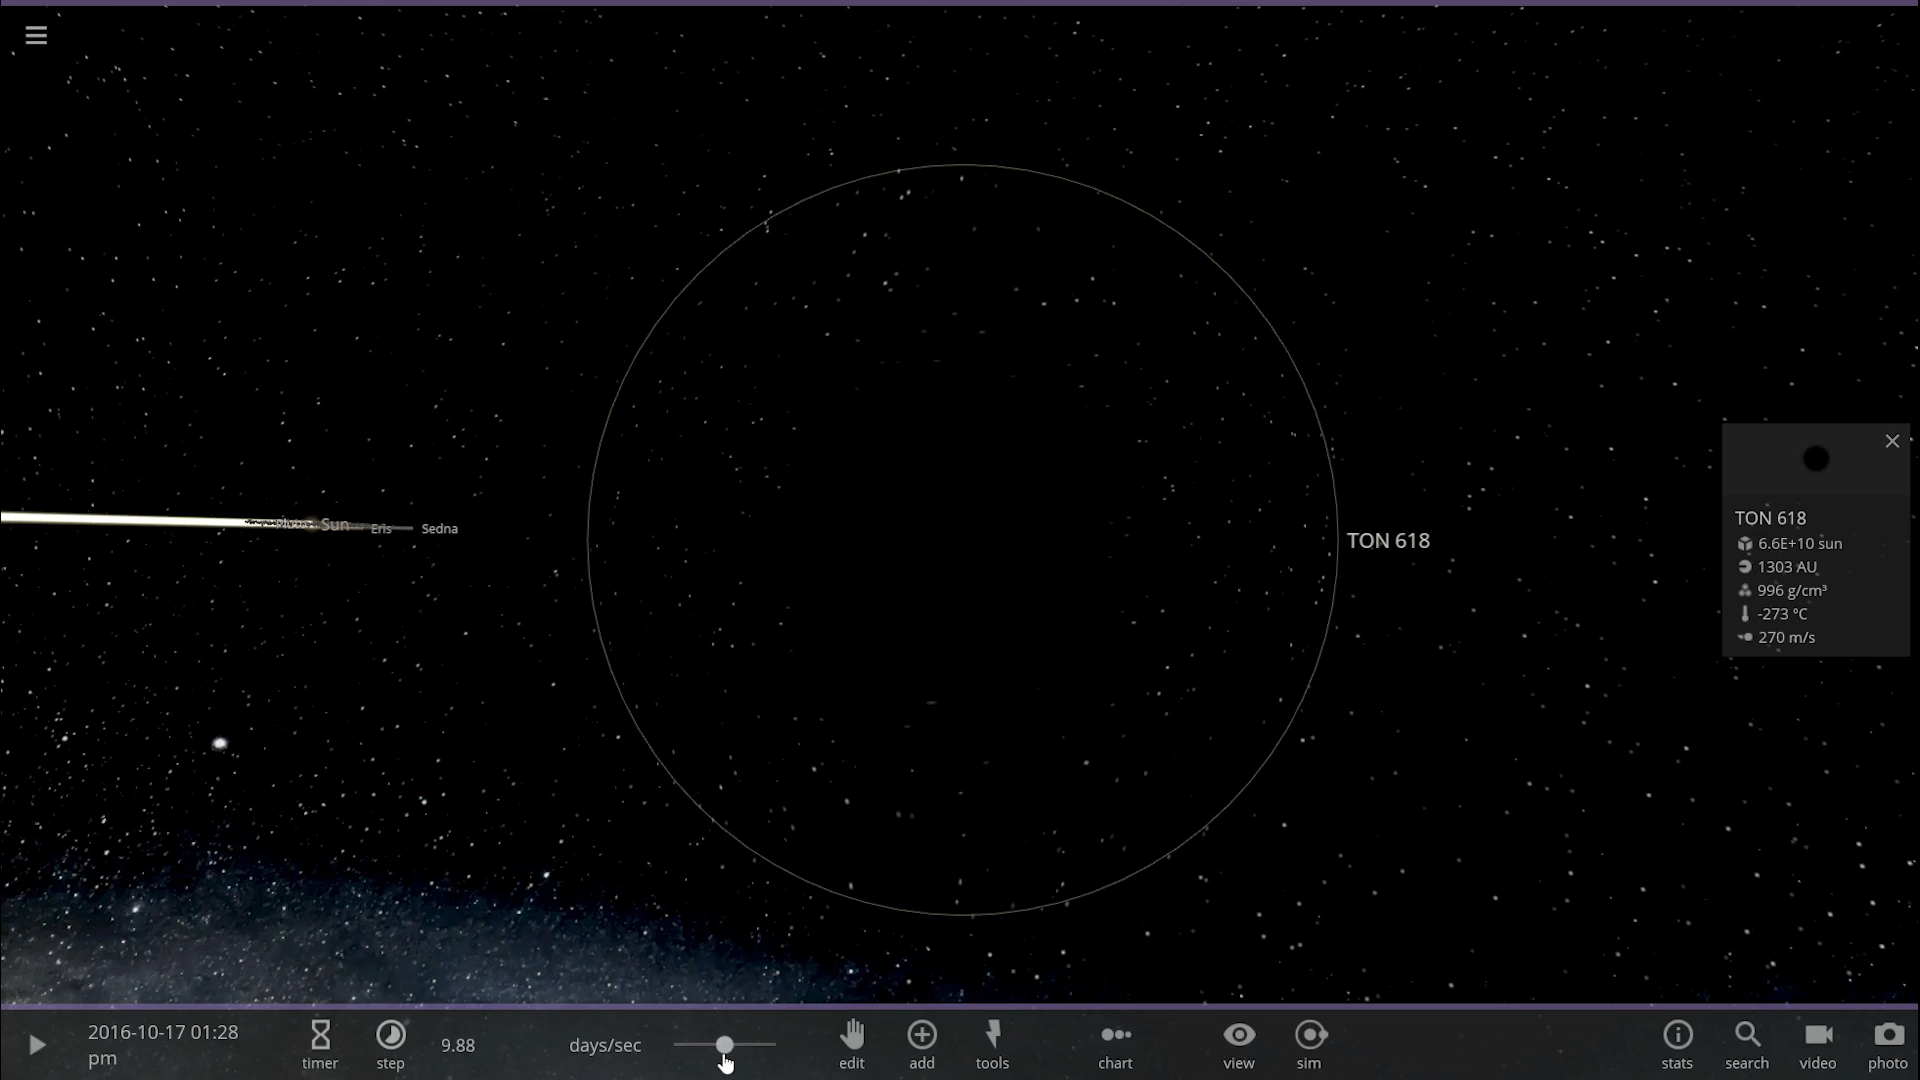 Sun
Eris
Sedna
TON 618
TON 618
6.6E+10 sun
1303 AU
996 g/cm³
-273 °C
270 m/s
2016-10-17 01:28
pm
timer
step
9.88
days/sec
edit
add
tools
chart
view
sim
stats
search
video
photo